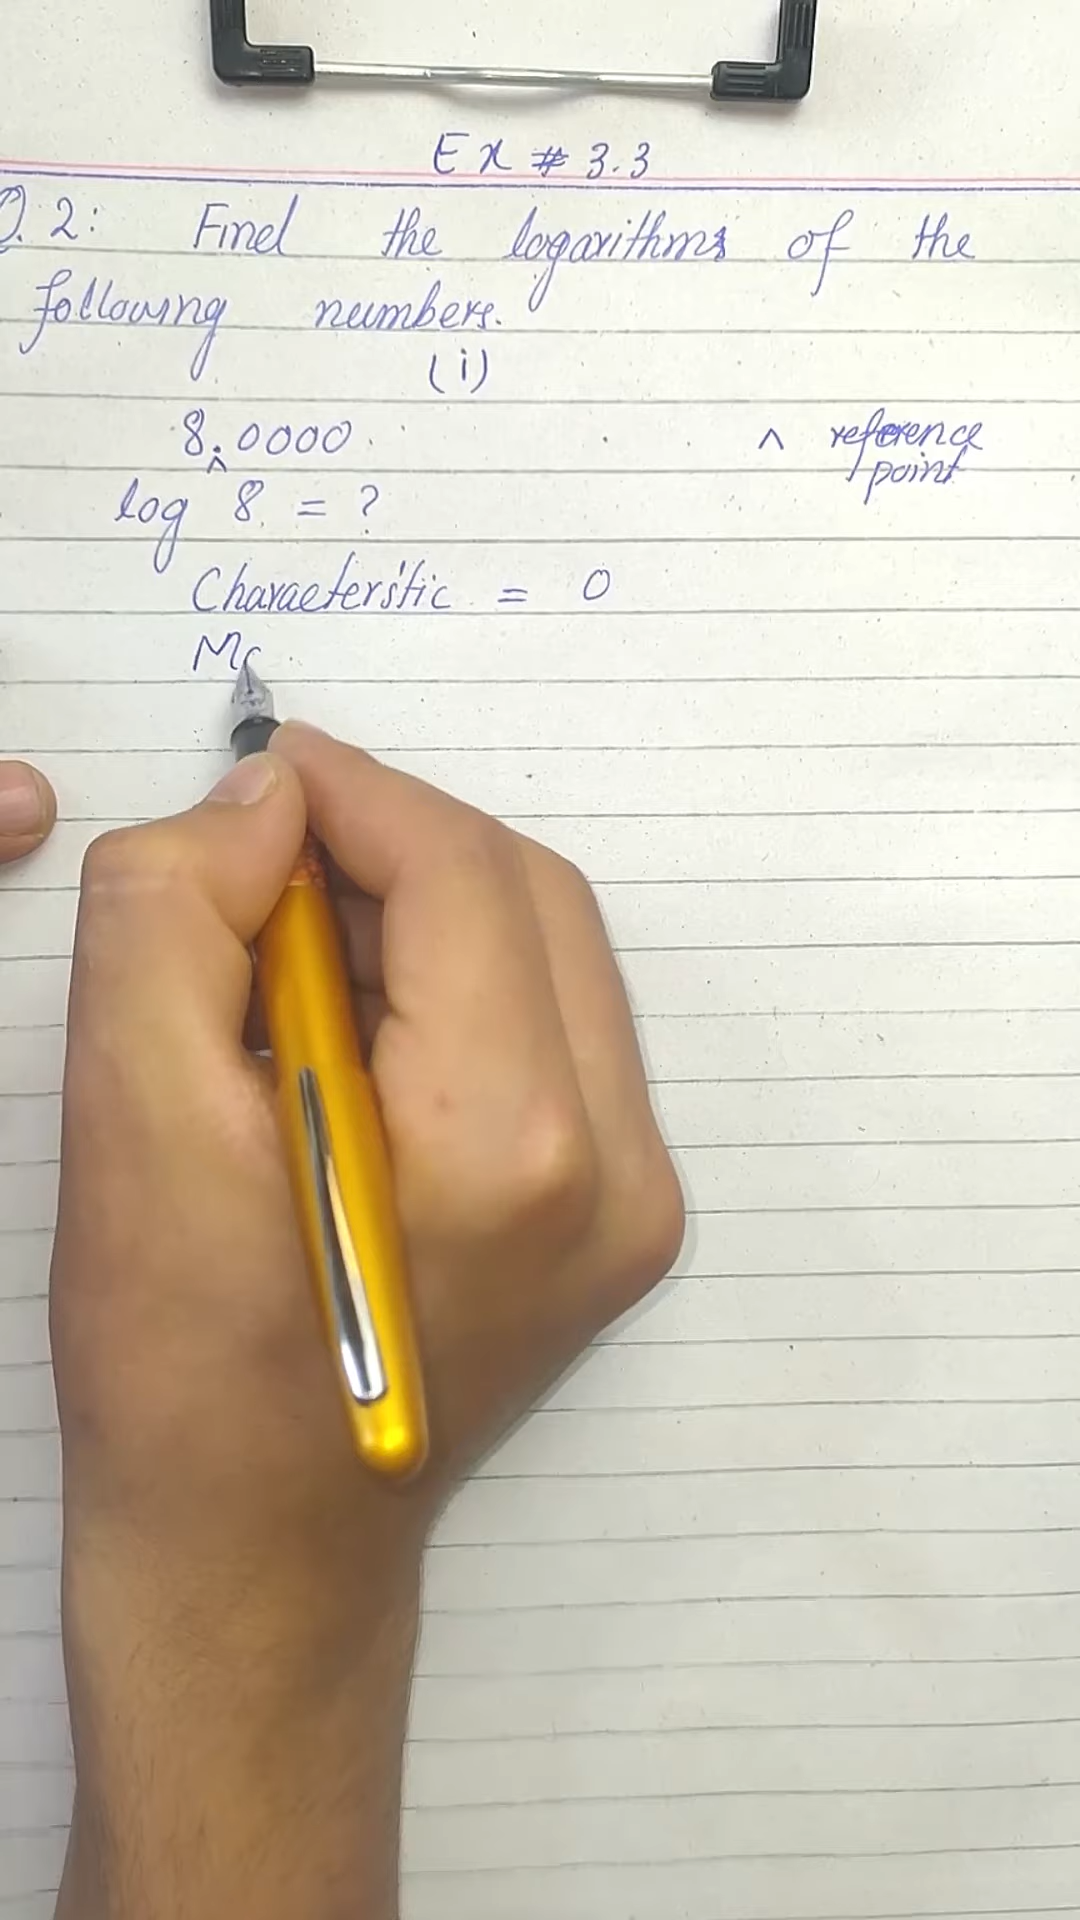 Ex # 3.3
Q.2: Find the logarithms of the
following numbers.
(i)
8.0000
^
^ reference
point
log 8 = ?
Characteristic = 0
Ma